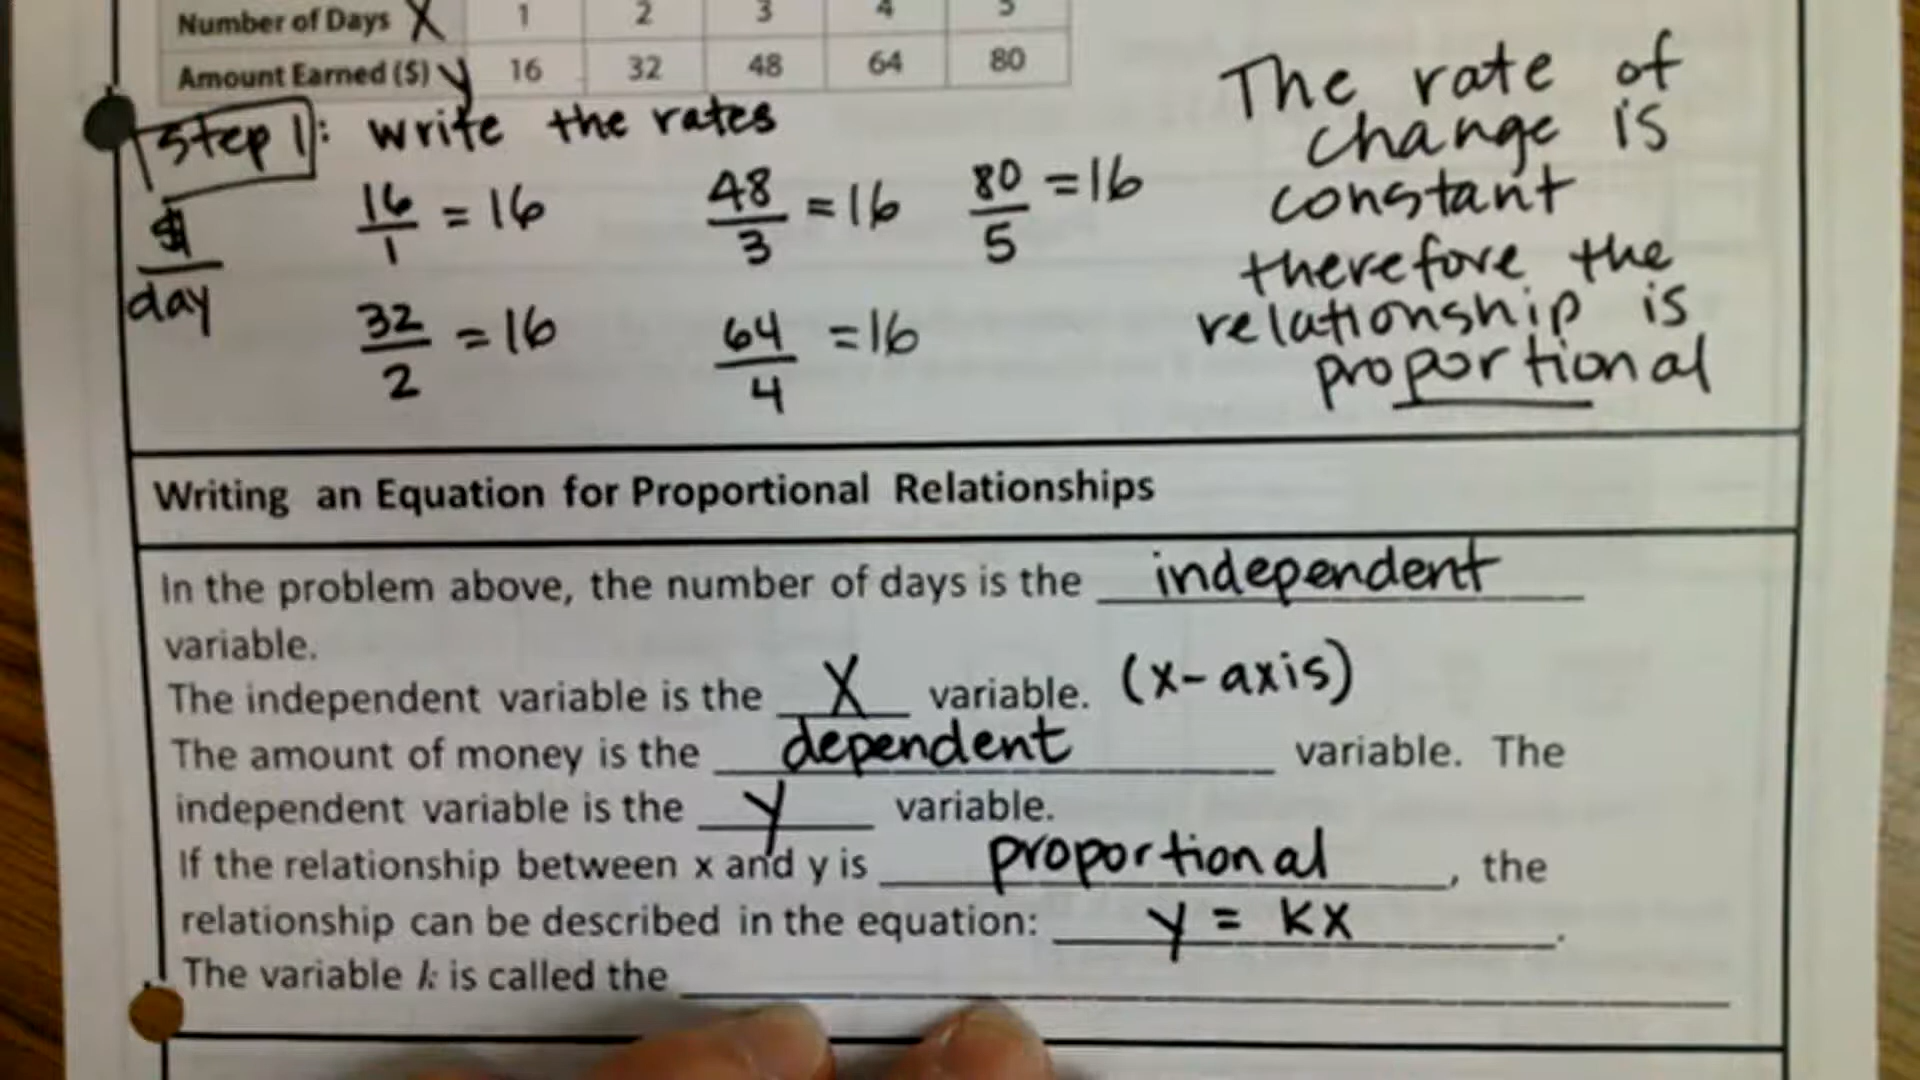 Number of Days X 1 2 3 4 5
Amount Earned ($) y 16 32 48 64 80
Step 1: Write the rates
$/day
16/1 = 16
48/3 = 16
80/5 = 16
32/2 = 16
64/4 = 16
The rate of
change is
constant
therefore the
relationship is
proportional
Writing an Equation for Proportional Relationships
In the problem above, the number of days is the independent
variable.
The independent variable is the X variable. (x-axis)
The amount of money is the dependent variable. The
independent variable is the y variable.
If the relationship between x and y is proportional, the
relationship can be described in the equation: y = kx.
The variable k is called the